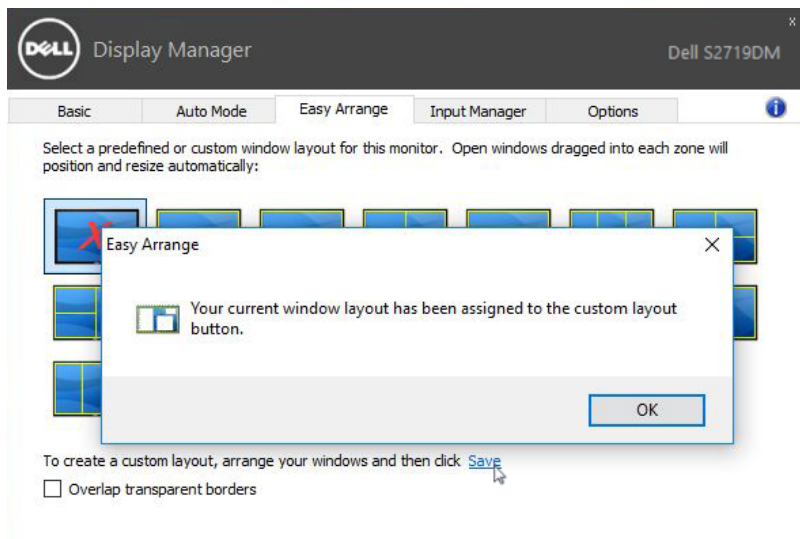 x
DELL
Display Manager
Dell S2719DM
Basic
Auto Mode
Easy Arrange
Input Manager
Options
i
Select a predefined or custom window layout for this monitor. Open windows dragged into each zone will
position and resize automatically:
X
Easy Arrange
Your current window layout has been assigned to the custom layout
button.
OK
To create a custom layout, arrange your windows and then click Save
Overlap transparent borders